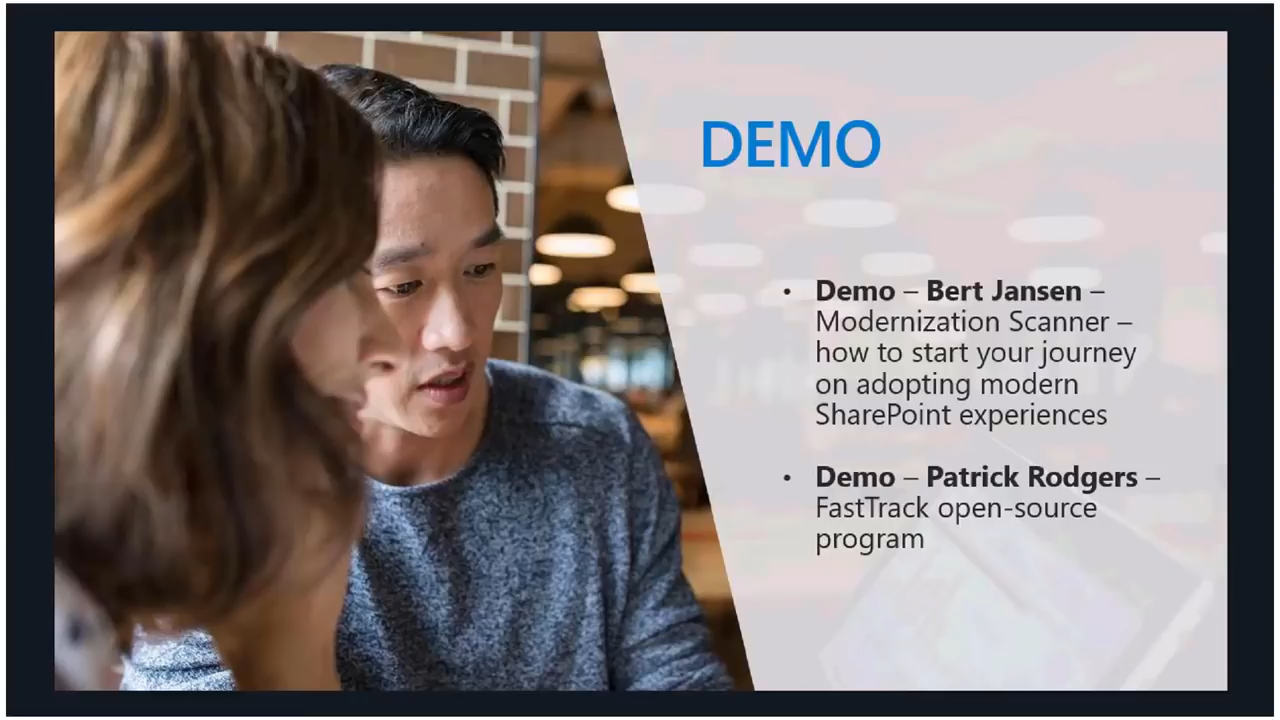 DEMO
• Demo – Bert Jansen –
Modernization Scanner –
how to start your journey
on adopting modern
SharePoint experiences
• Demo – Patrick Rodgers –
FastTrack open-source
program